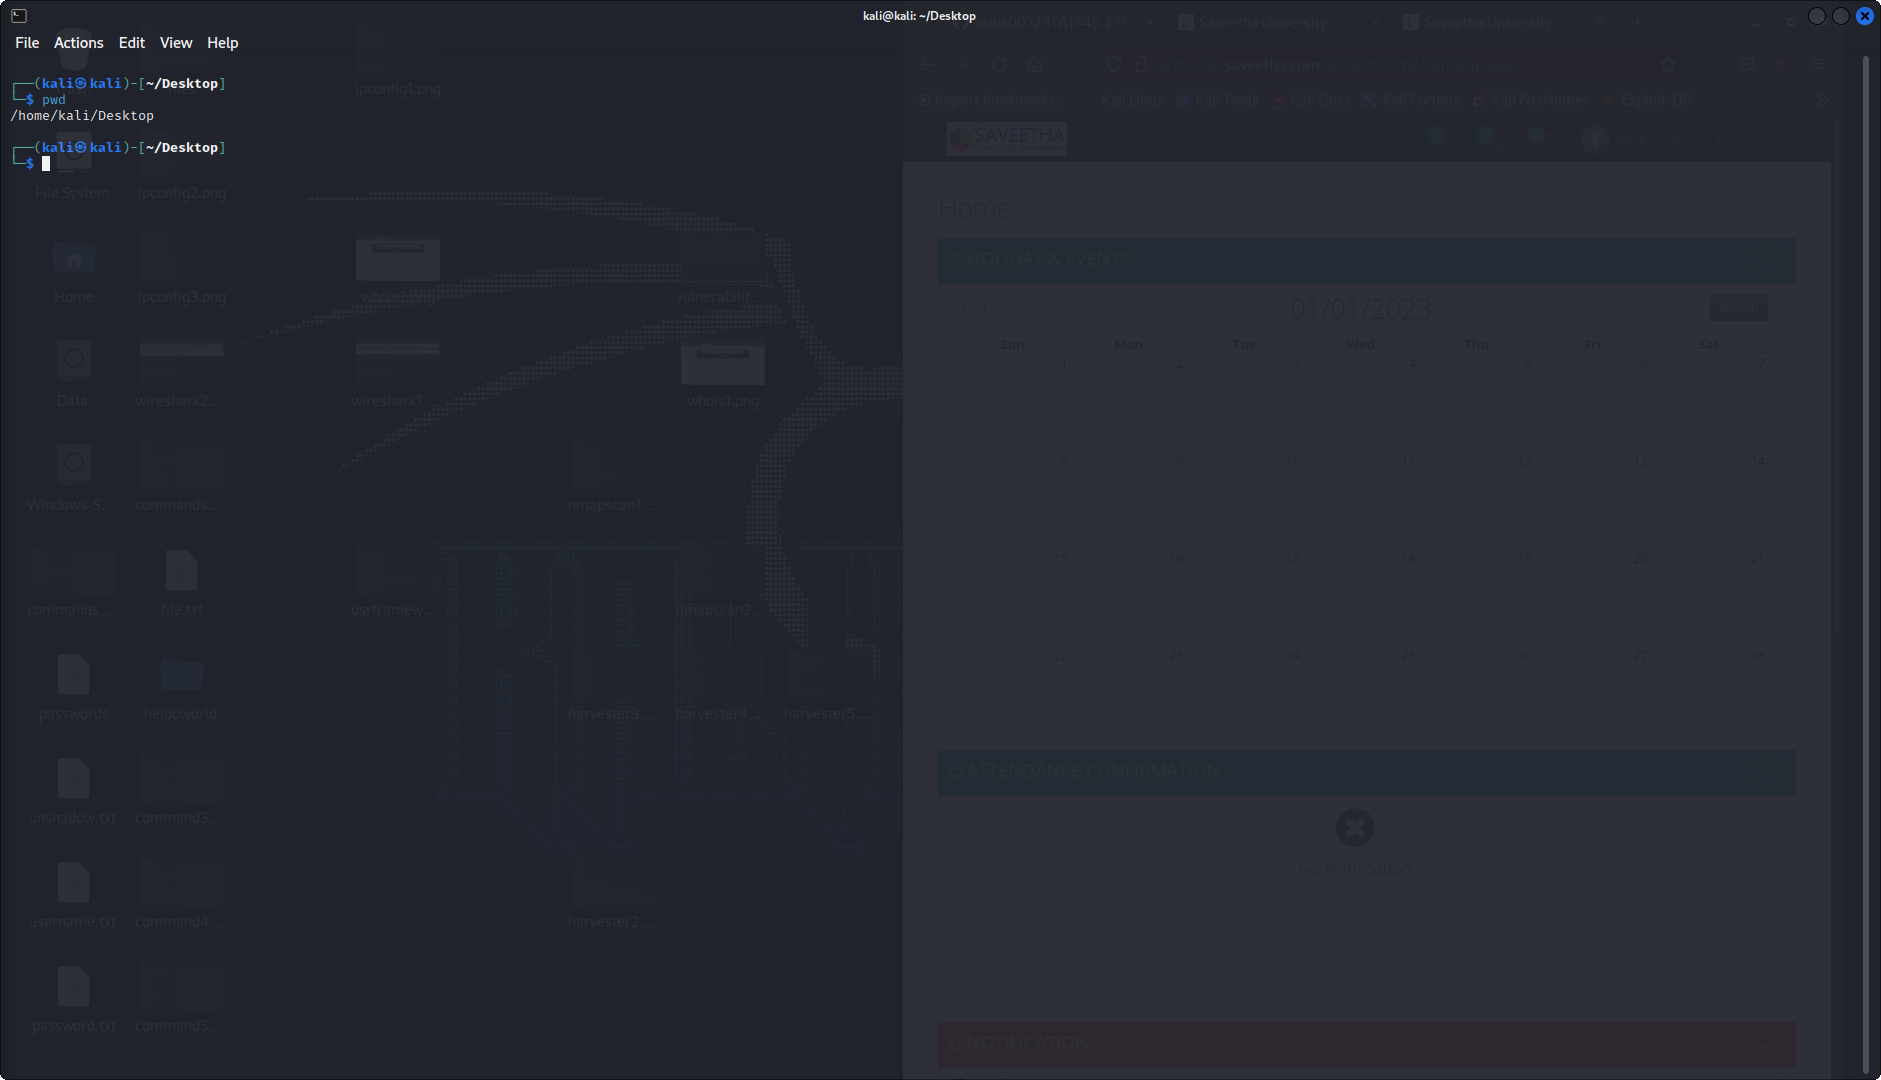 kali@kali: ~/Desktop
File Actions Edit View Help
┌──(kali㉿kali)-[~/Desktop]
└─$ pwd
/home/kali/Desktop
┌──(kali㉿kali)-[~/Desktop]
└─$
ipconfig1.png
File System
ipconfig2.png
Home
ipconfig3.png
whois2.png
vulnerabilit...
Data
wireshark2...
wireshark1....
whois1.png
Windows-S...
commands...
nmapscan1...
commands...
file.txt
osrframew...
nmapscan2...
passwords
helooworld
harvester3....
harvester4....
harvester5....
unshadow.txt
command3...
username.txt
command4...
harvester2....
password.txt
command5...
Saveetha University
Saveetha University
saveetha.com/
Import bookmarks...
Kali Linux
Kali Tools
Kali Docs
Kali Forums
Kali NetHunter
Exploit-DB
SAVEETHA
Home
HOLIDAY & EVENTS
01/01/2023
Month
Sun Mon Tue Wed Thu Fri Sat
1 2 3 4 5 6 7
8 9 10 11 12 13 14
15 16 17 18 19 20 21
22 23 24 25 26 27 28
ATTENDANCE CONFIRMATION
No Notification
NOTIFICATION